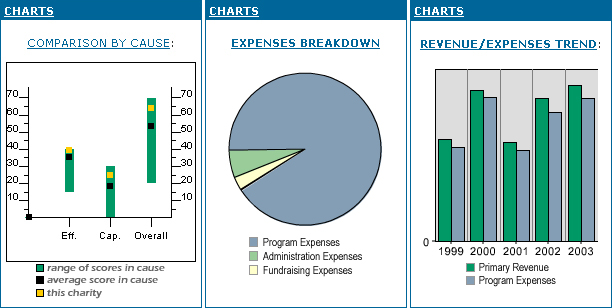 CHARTS
COMPARISON BY CAUSE:
70 70
60 60
50 50
40 40
30 30
20 20
10 10
Eff. Cap. Overall
range of scores in cause
average score in cause
this charity
CHARTS
EXPENSES BREAKDOWN
Program Expenses
Administration Expenses
Fundraising Expenses
CHARTS
REVENUE/EXPENSES TREND:
0
1999 2000 2001 2002 2003
Primary Revenue
Program Expenses